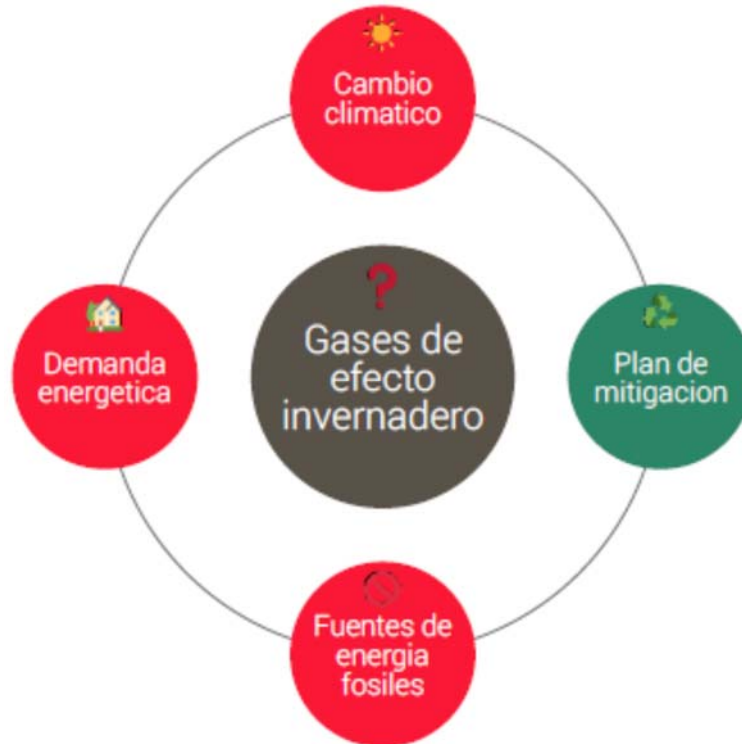 Cambio
climatico
Demanda
energetica
Gases de
efecto
invernadero
Plan de
mitigacion
Fuentes de
energia
fosiles